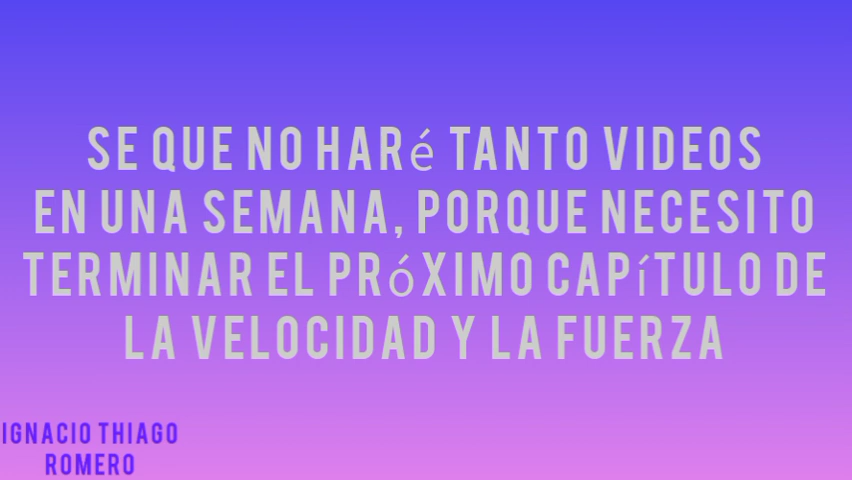 SE QUE NO HARé TANTO VIDEOS
EN UNA SEMANA, PORQUE NECESITO
TERMINAR EL PRóXIMO CAPíTULO DE
LA VELOCIDAD Y LA FUERZA
IGNACIO THIAGO
ROMERO